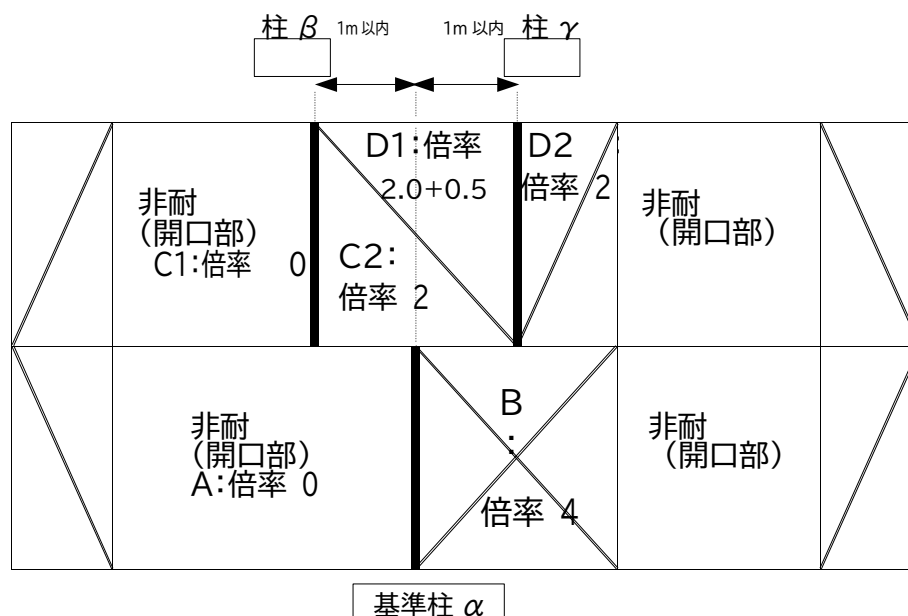 柱 β 1m 以内 1m 以内 柱 γ
D1:倍率
2.0+0.5
D2 :
倍率 2
非耐
(開口部)
C1:倍率 0
C2:
倍率 2
非耐
(開口部)
非耐
(開口部)
A:倍率 0
B
:
倍率 4
非耐
(開口部)
基準柱 α